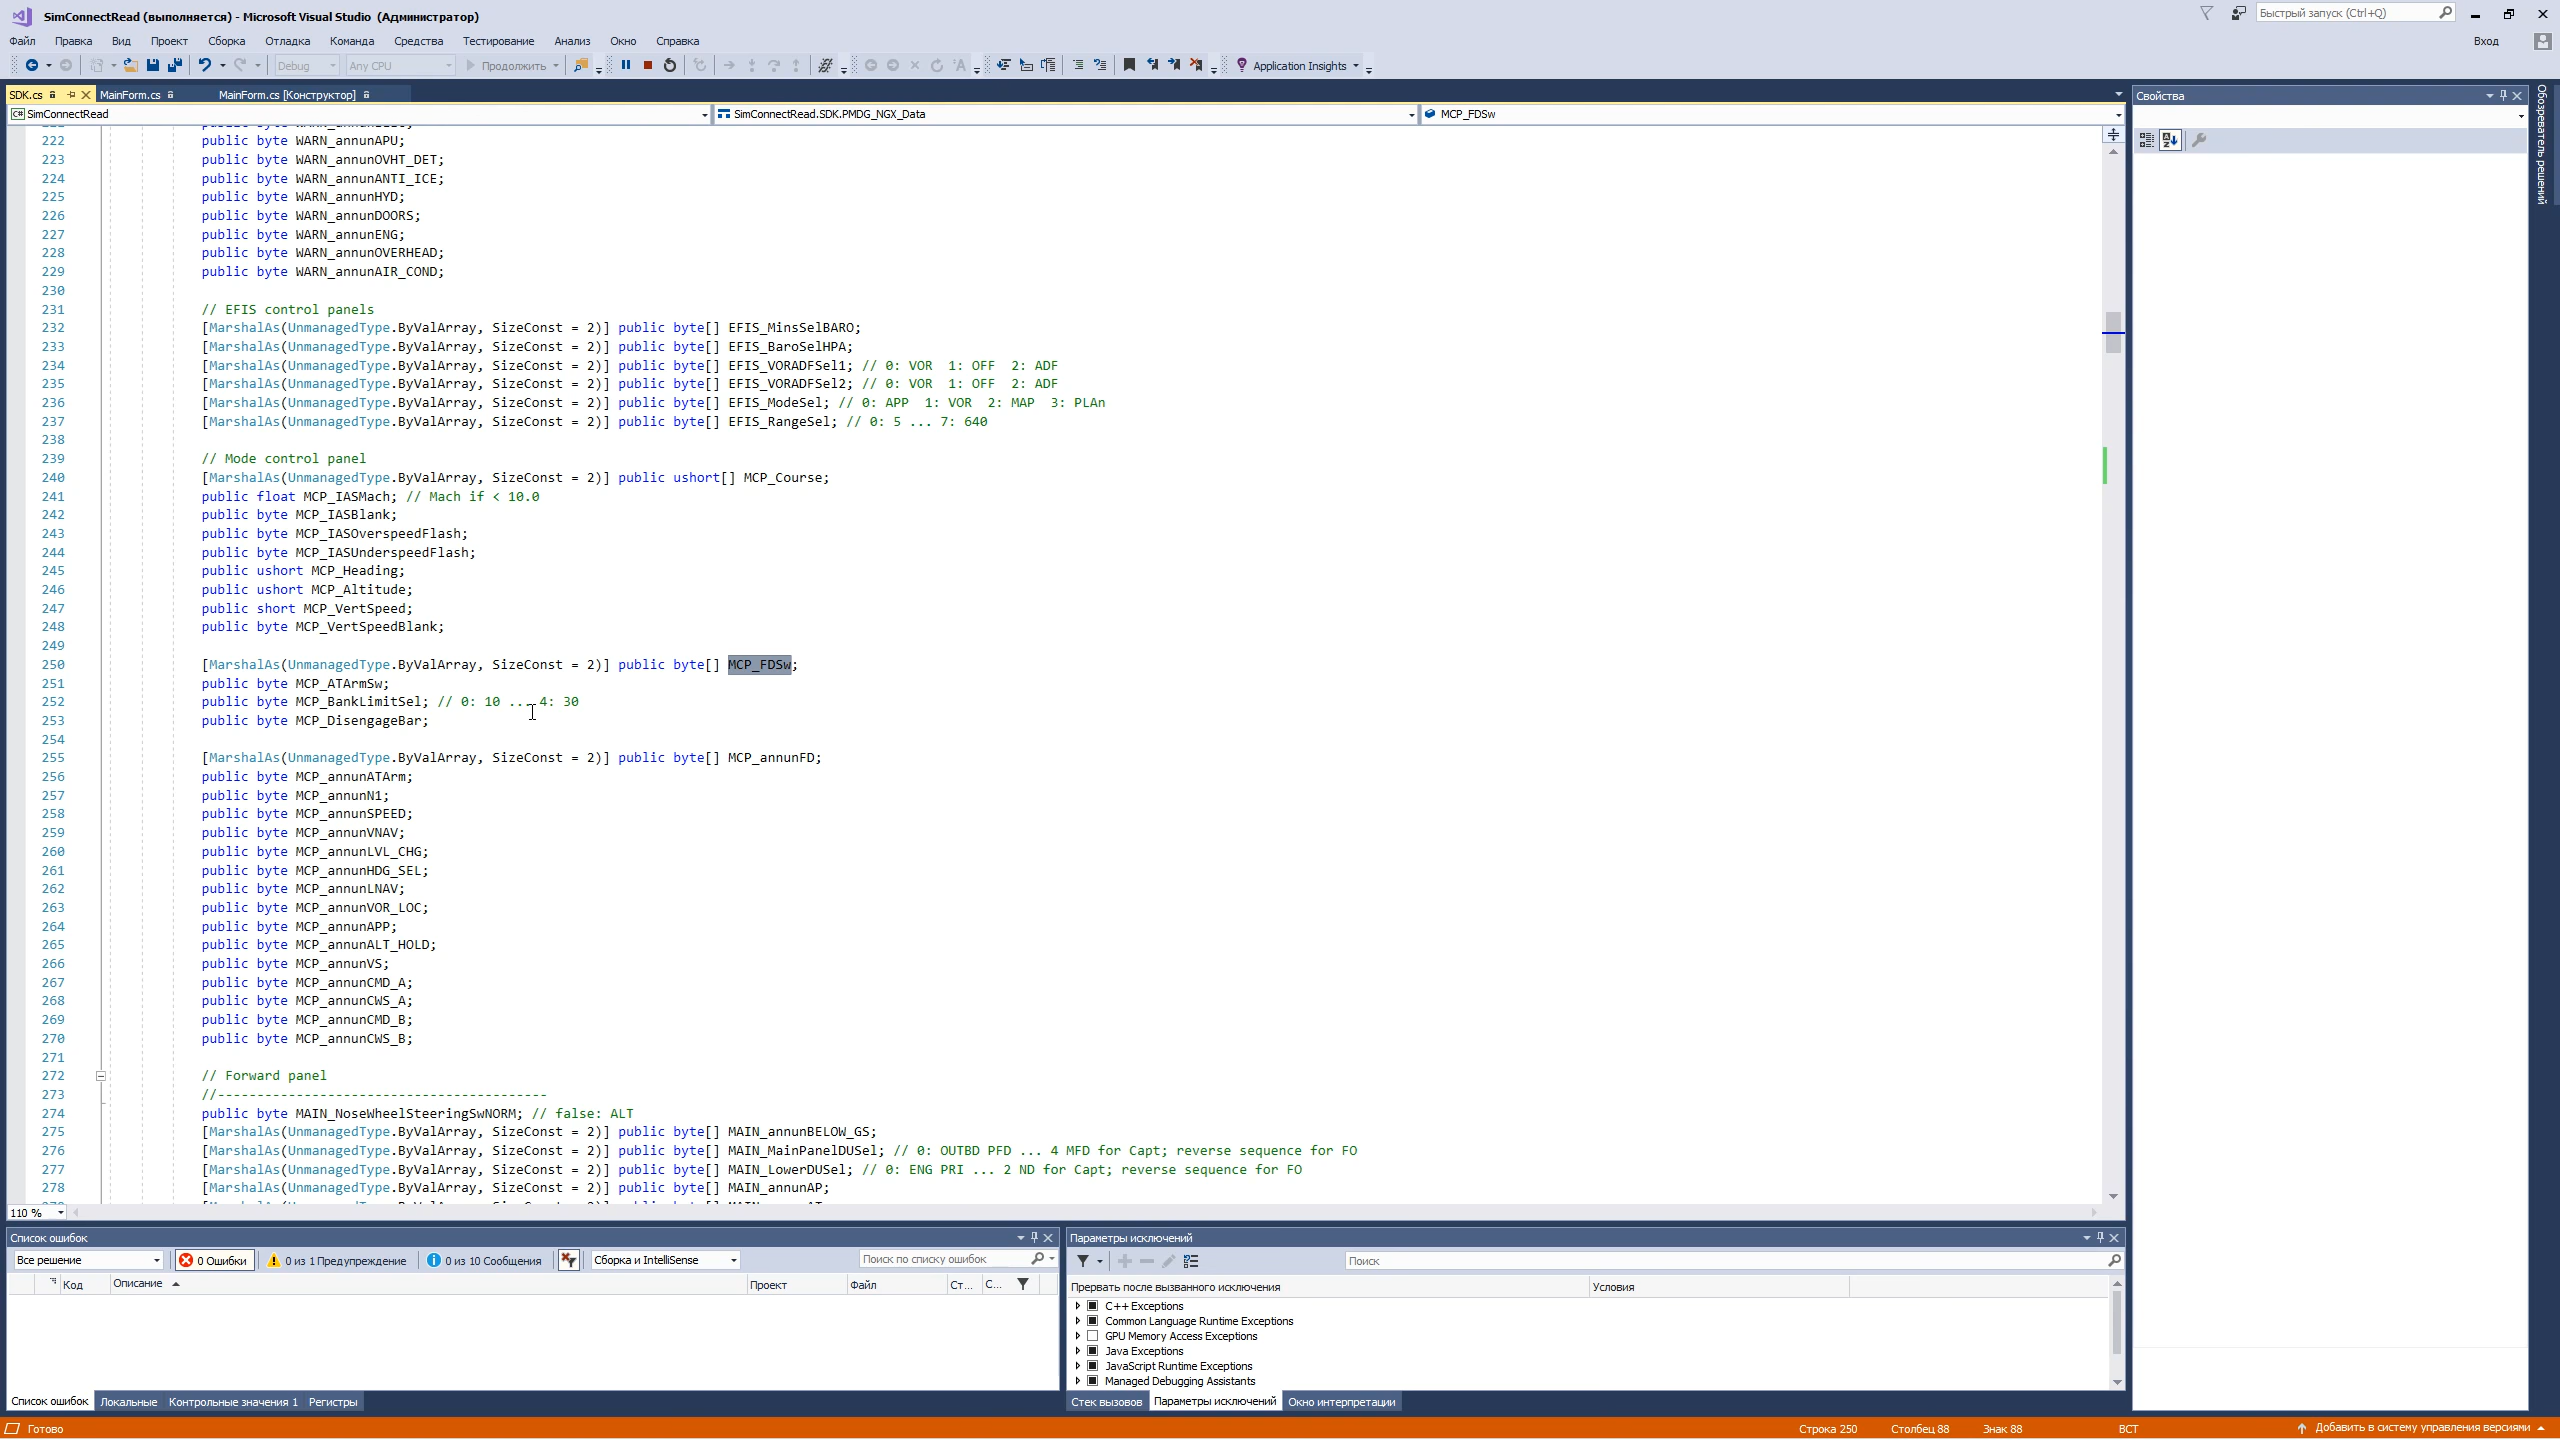 SimConnectRead (выполняется) - Microsoft Visual Studio (Администратор)
Быстрый запуск (Ctrl+Q)
Файл Правка Вид Проект Сборка Отладка Команда Средства Тестирование Анализ Окно Справка
Вход
Debug Any CPU Продолжить Application Insights
SDK.cs MainForm.cs MainForm.cs [Конструктор]
SimConnectRead SimConnectRead.SDK.PMDG_NGX_Data MCP_FDSw
Свойства
Обозреватель решений
222 public byte WARN_annunAPU;
223 public byte WARN_annunOVHT_DET;
224 public byte WARN_annunANTI_ICE;
225 public byte WARN_annunHYD;
226 public byte WARN_annunDOORS;
227 public byte WARN_annunENG;
228 public byte WARN_annunOVERHEAD;
229 public byte WARN_annunAIR_COND;
230
231 // EFIS control panels
232 [MarshalAs(UnmanagedType.ByValArray, SizeConst = 2)] public byte[] EFIS_MinsSelBARO;
233 [MarshalAs(UnmanagedType.ByValArray, SizeConst = 2)] public byte[] EFIS_BaroSelHPA;
234 [MarshalAs(UnmanagedType.ByValArray, SizeConst = 2)] public byte[] EFIS_VORADFSel1; // 0: VOR 1: OFF 2: ADF
235 [MarshalAs(UnmanagedType.ByValArray, SizeConst = 2)] public byte[] EFIS_VORADFSel2; // 0: VOR 1: OFF 2: ADF
236 [MarshalAs(UnmanagedType.ByValArray, SizeConst = 2)] public byte[] EFIS_ModeSel; // 0: APP 1: VOR 2: MAP 3: PLAn
237 [MarshalAs(UnmanagedType.ByValArray, SizeConst = 2)] public byte[] EFIS_RangeSel; // 0: 5 ... 7: 640
238
239 // Mode control panel
240 [MarshalAs(UnmanagedType.ByValArray, SizeConst = 2)] public ushort[] MCP_Course;
241 public float MCP_IASMach; // Mach if < 10.0
242 public byte MCP_IASBlank;
243 public byte MCP_IASOverspeedFlash;
244 public byte MCP_IASUnderspeedFlash;
245 public ushort MCP_Heading;
246 public ushort MCP_Altitude;
247 public short MCP_VertSpeed;
248 public byte MCP_VertSpeedBlank;
249
250 [MarshalAs(UnmanagedType.ByValArray, SizeConst = 2)] public byte[] MCP_FDSw;
251 public byte MCP_ATArmSw;
252 public byte MCP_BankLimitSel; // 0: 10 ... 4: 30
253 public byte MCP_DisengageBar;
254
255 [MarshalAs(UnmanagedType.ByValArray, SizeConst = 2)] public byte[] MCP_annunFD;
256 public byte MCP_annunATArm;
257 public byte MCP_annunN1;
258 public byte MCP_annunSPEED;
259 public byte MCP_annunVNAV;
260 public byte MCP_annunLVL_CHG;
261 public byte MCP_annunHDG_SEL;
262 public byte MCP_annunLNAV;
263 public byte MCP_annunVOR_LOC;
264 public byte MCP_annunAPP;
265 public byte MCP_annunALT_HOLD;
266 public byte MCP_annunVS;
267 public byte MCP_annunCMD_A;
268 public byte MCP_annunCWS_A;
269 public byte MCP_annunCMD_B;
270 public byte MCP_annunCWS_B;
271
272 // Forward panel
273 //------------------------------------------
274 public byte MAIN_NoseWheelSteeringSwNORM; // false: ALT
275 [MarshalAs(UnmanagedType.ByValArray, SizeConst = 2)] public byte[] MAIN_annunBELOW_GS;
276 [MarshalAs(UnmanagedType.ByValArray, SizeConst = 2)] public byte[] MAIN_MainPanelDUSel; // 0: OUTBD PFD ... 4 MFD for Capt; reverse sequence for FO
277 [MarshalAs(UnmanagedType.ByValArray, SizeConst = 2)] public byte[] MAIN_LowerDUSel; // 0: ENG PRI ... 2 ND for Capt; reverse sequence for FO
278 [MarshalAs(UnmanagedType.ByValArray, SizeConst = 2)] public byte[] MAIN_annunAP;
110 %
Список ошибок
Все решение 0 Ошибки 0 из 1 Предупреждение 0 из 10 Сообщения Сборка и IntelliSense Поиск по списку ошибок
Код Описание Проект Файл Ст... С...
Параметры исключений
Поиск
Прервать после вызванного исключения Условия
C++ Exceptions
Common Language Runtime Exceptions
GPU Memory Access Exceptions
Java Exceptions
JavaScript Runtime Exceptions
Managed Debugging Assistants
Список ошибок Локальные Контрольные значения 1 Регистры
Стек вызовов Параметры исключений Окно интерпретации
Готово Строка 250 Столбец 88 Знак 88 ВСТ Добавить в систему управления версиями